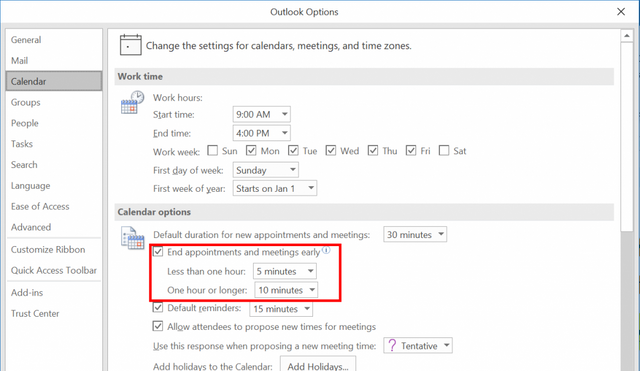 Outlook Options
General
Mail
Calendar
Groups
People
Tasks
Search
Language
Ease of Access
Advanced
Customize Ribbon
Quick Access Toolbar
Add-ins
Trust Center
Change the settings for calendars, meetings, and time zones.
Work time
Work hours:
Start time: 9:00 AM
End time: 4:00 PM
Work week: Sun Mon Tue Wed Thu Fri Sat
First day of week: Sunday
First week of year: Starts on Jan 1
Calendar options
Default duration for new appointments and meetings: 30 minutes
End appointments and meetings early
Less than one hour: 5 minutes
One hour or longer: 10 minutes
Default reminders: 15 minutes
Allow attendees to propose new times for meetings
Use this response when proposing a new meeting time: ? Tentative
Add holidays to the Calendar: Add Holidays...